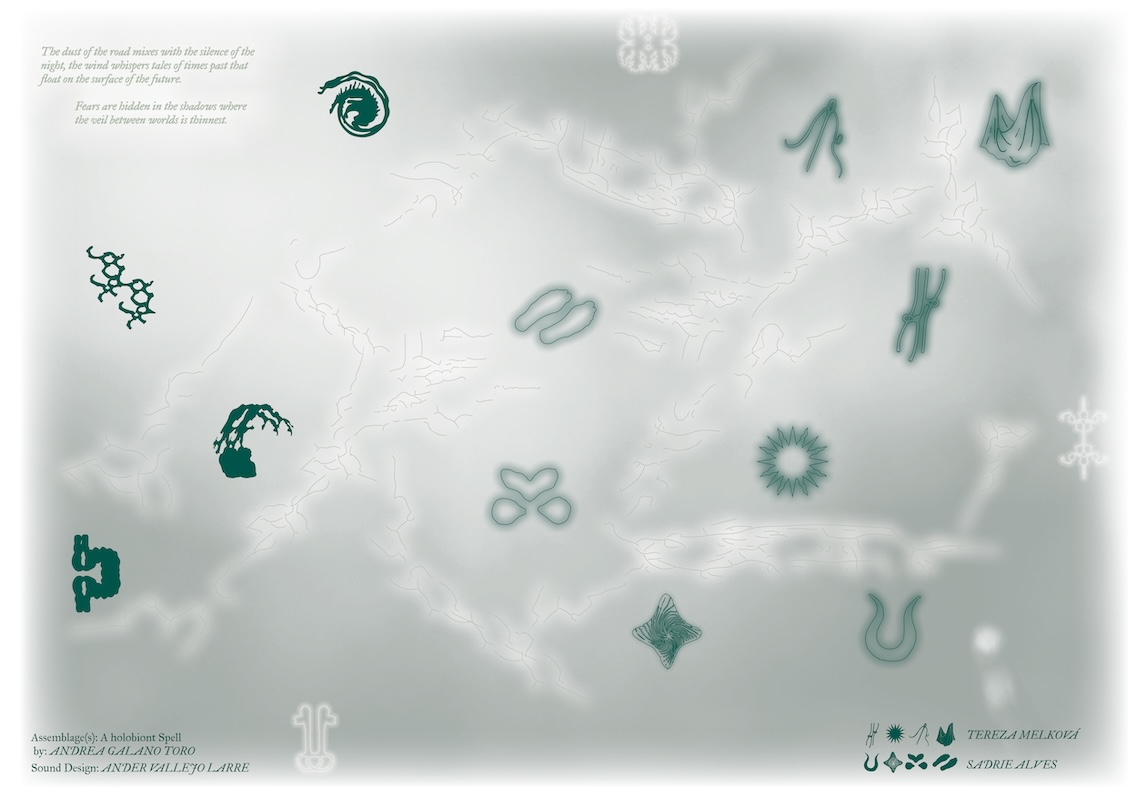 The dust of the road mixes with the silence of the
night, the wind whispers tales of times past that
float on the surface of the future.
Fears are hidden in the shadows where
the veil between worlds is thinnest.
Assemblage(s): A holobiont Spell
by: ANDREA GALANO TORO
Sound Design: ANDER VALLEJO LARRE
TEREZA MELKOVÁ
SADRIE ALVES